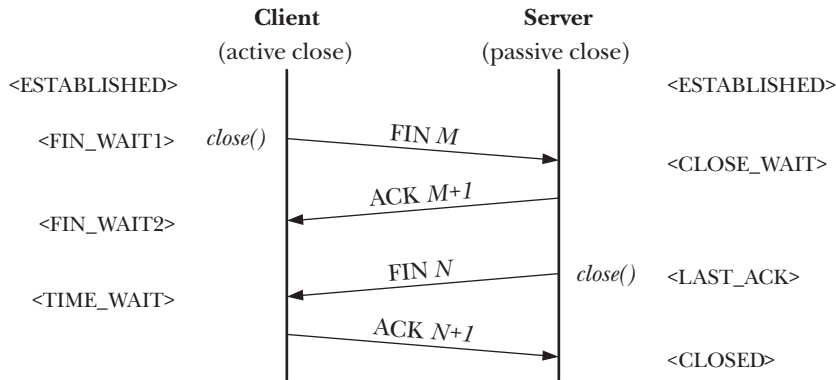 Client Server
(active close) (passive close)
<ESTABLISHED> <ESTABLISHED>
<FIN_WAIT1> close() FIN M
<CLOSE_WAIT>
ACK M+1
<FIN_WAIT2>
FIN N close() <LAST_ACK>
<TIME_WAIT>
ACK N+1
<CLOSED>